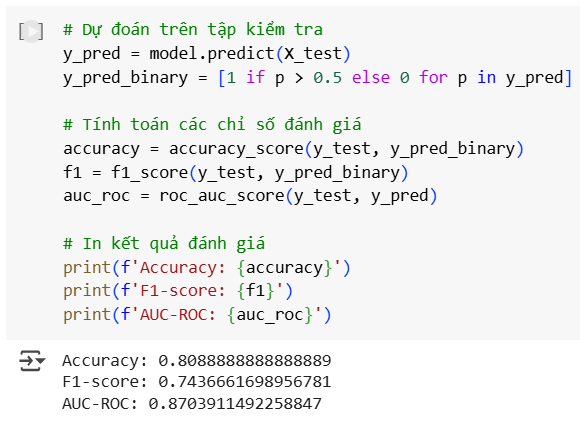 # Dự đoán trên tập kiểm tra
y_pred = model.predict(X_test)
y_pred_binary = [1 if p > 0.5 else 0 for p in y_pred]
# Tính toán các chỉ số đánh giá
accuracy = accuracy_score(y_test, y_pred_binary)
f1 = f1_score(y_test, y_pred_binary)
auc_roc = roc_auc_score(y_test, y_pred)
# In kết quả đánh giá
print(f'Accuracy: {accuracy}')
print(f'F1-score: {f1}')
print(f'AUC-ROC: {auc_roc}')
Accuracy: 0.8088888888888889
F1-score: 0.7436661698956781
AUC-ROC: 0.8703911492258847